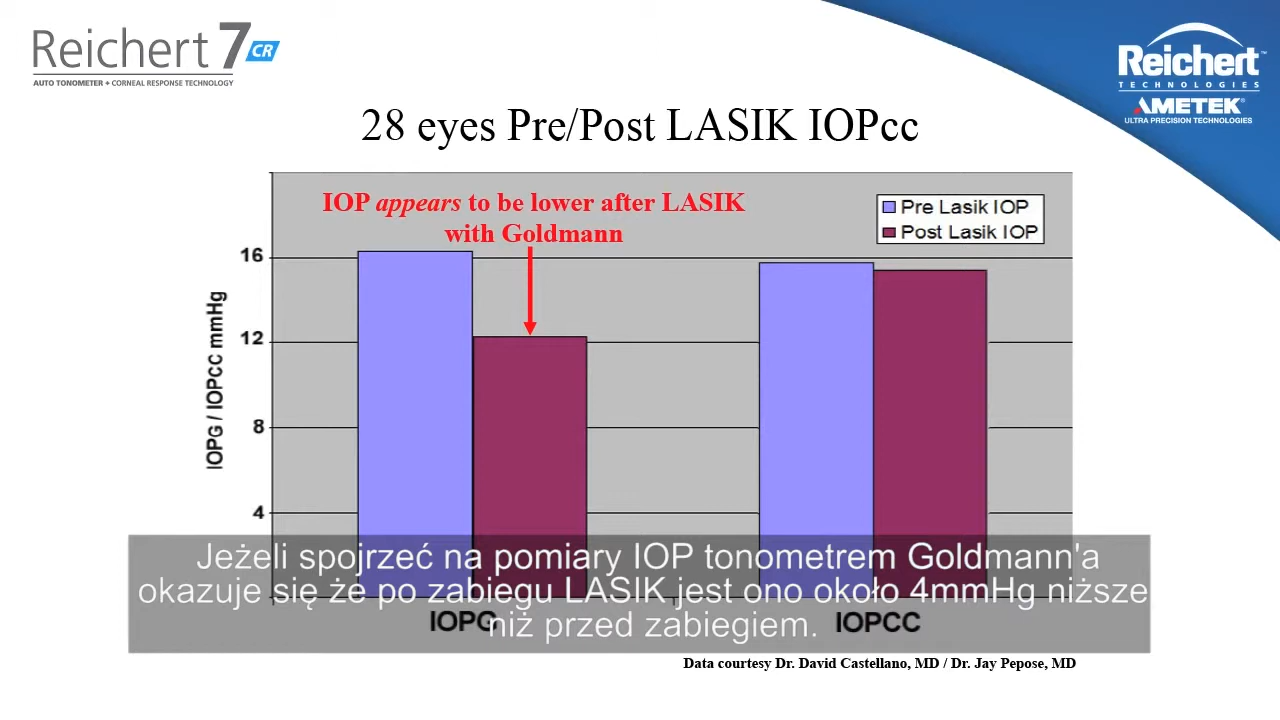 Reichert 7 CR
AUTO TONOMETER + CORNEAL RESPONSE TECHNOLOGY
Reichert™
TECHNOLOGIES
AMETEK®
ULTRA PRECISION TECHNOLOGIES
28 eyes Pre/Post LASIK IOPcc
IOP appears to be lower after LASIK
with Goldmann
Pre Lasik IOP
Post Lasik IOP
16
12
8
4
IOPG / IOPCC mmHg
Jeżeli spojrzeć na pomiary IOP tonometrem Goldmann'a
okazuje się że po zabiegu LASIK jest ono około 4mmHg niższe
niż przed zabiegiem.
IOPG
IOPCC
Data courtesy Dr. David Castellano, MD / Dr. Jay Pepose, MD